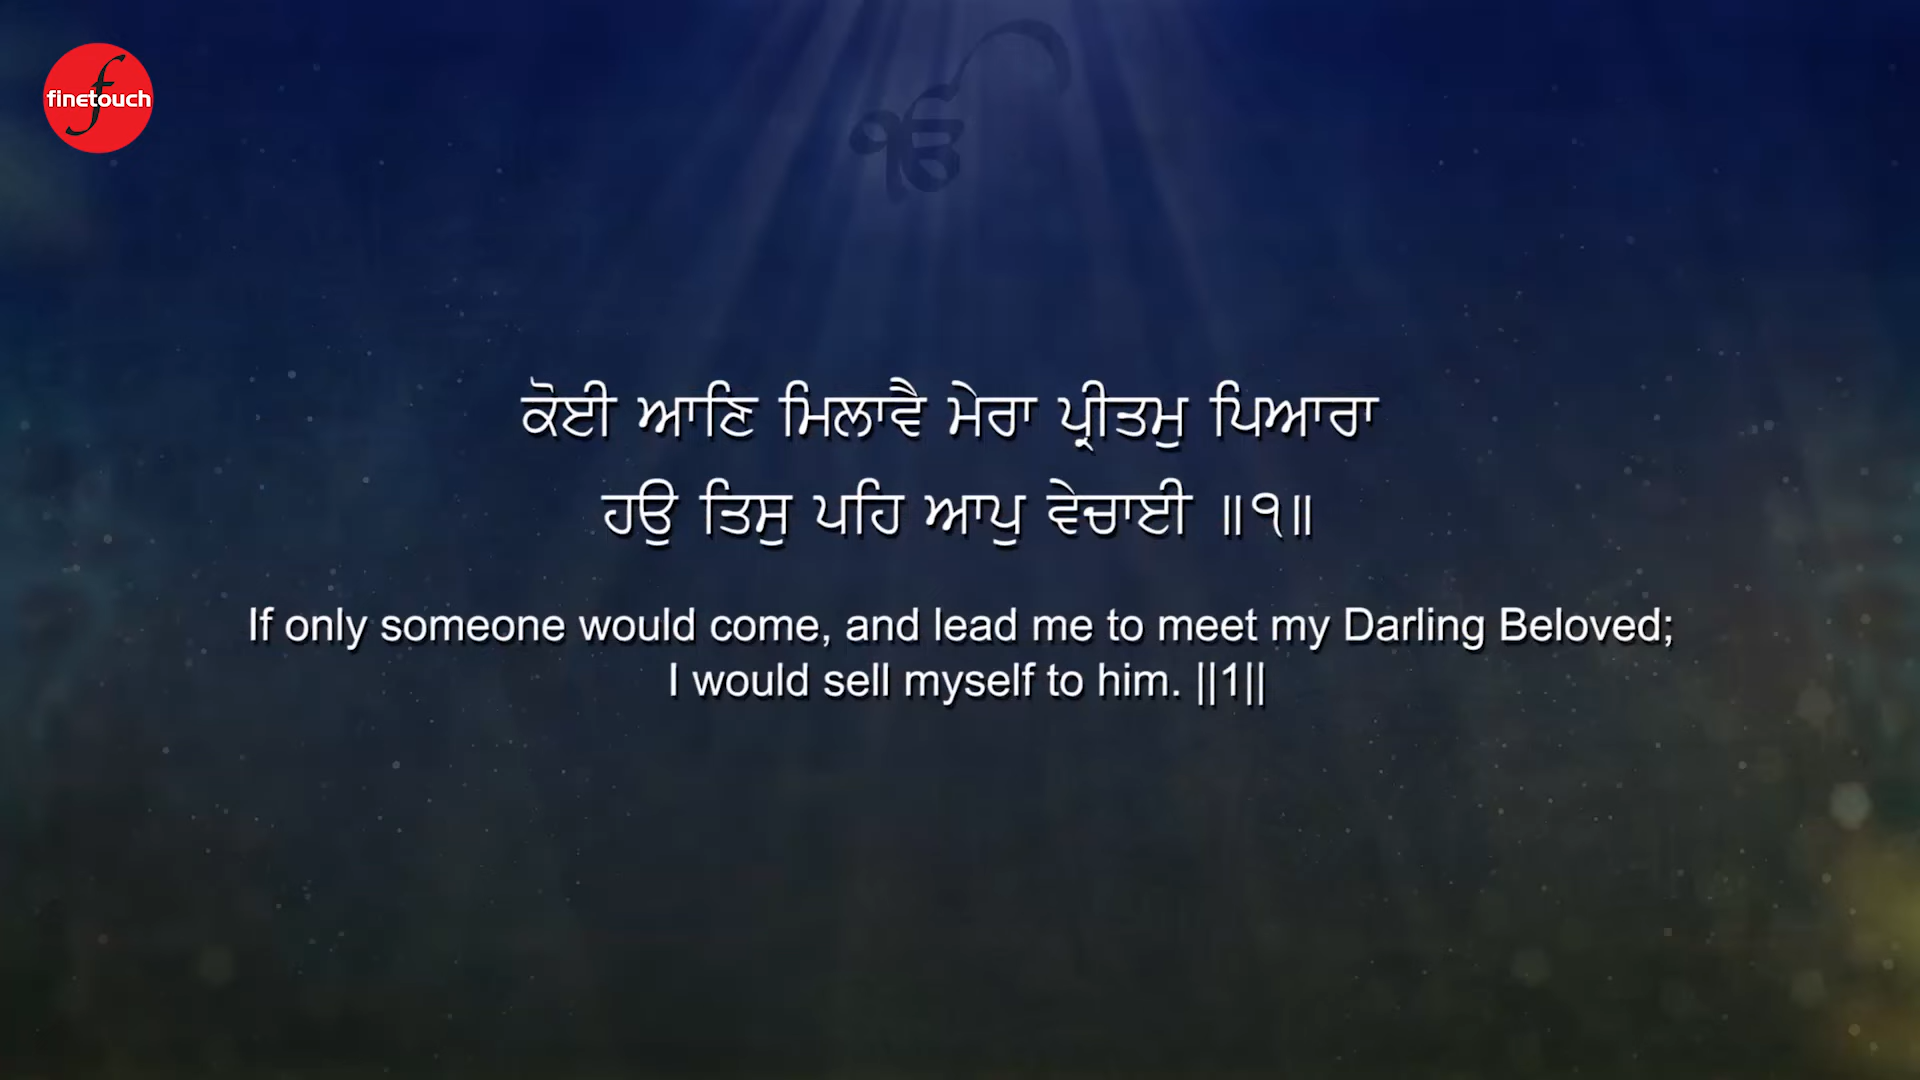 finetouch
ੴ
ਕੋਈ ਆਣਿ ਮਿਲਾਵੈ ਮੇਰਾ ਪ੍ਰੀਤਮੁ ਪਿਆਰਾ
ਹਉ ਤਿਸੁ ਪਹਿ ਆਪੁ ਵੇਚਾਈ ॥੧॥
If only someone would come, and lead me to meet my Darling Beloved;
I would sell myself to him. ||1||